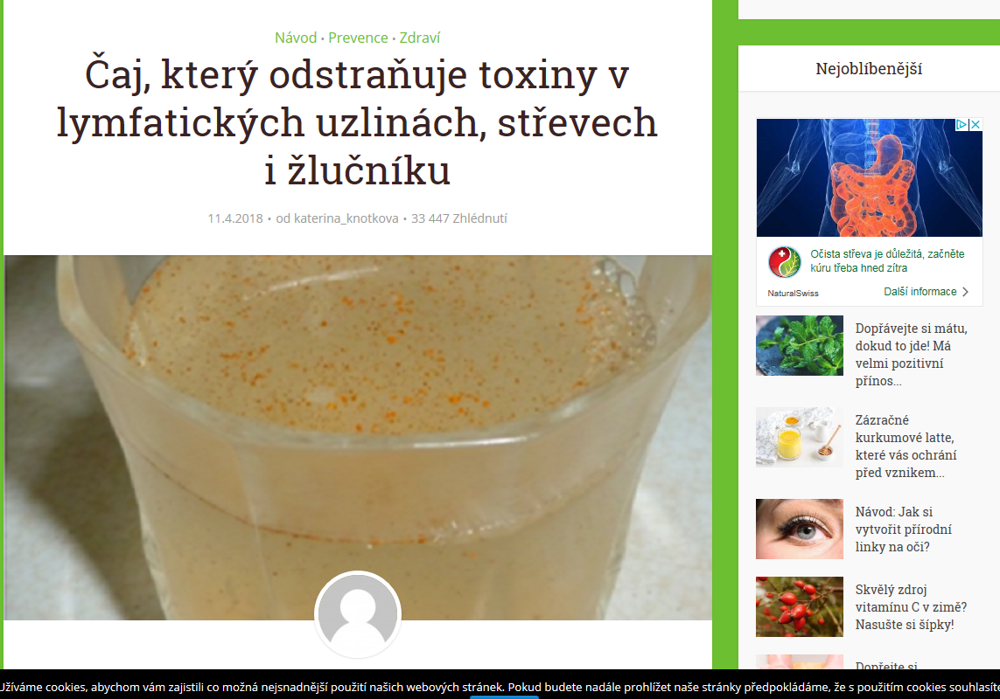 Návod • Prevence • Zdraví
Čaj, který odstraňuje toxiny v
lymfatických uzlinách, střevech
i žlučníku
11.4.2018 • od katerina_knotkova • 33 447 Zhlédnutí
Nejoblíbenější
Očista střeva je důležitá, začněte
kúru třeba hned zítra
NaturalSwiss
Další informace
Dopřávejte si mátu,
dokud to jde! Má
velmi pozitivní
přínos...
Zázračné
kurkumové latte,
které vás ochrání
před vznikem...
Návod: Jak si
vytvořit přírodní
linky na oči?
Skvělý zdroj
vitamínu C v zimě?
Nasušte si šípky!
Dopřejte si
Užíváme cookies, abychom vám zajistili co možná nejsnadnější použití našich webových stránek. Pokud budete nadále prohlížet naše stránky předpokládáme, že s použitím cookies souhlasít